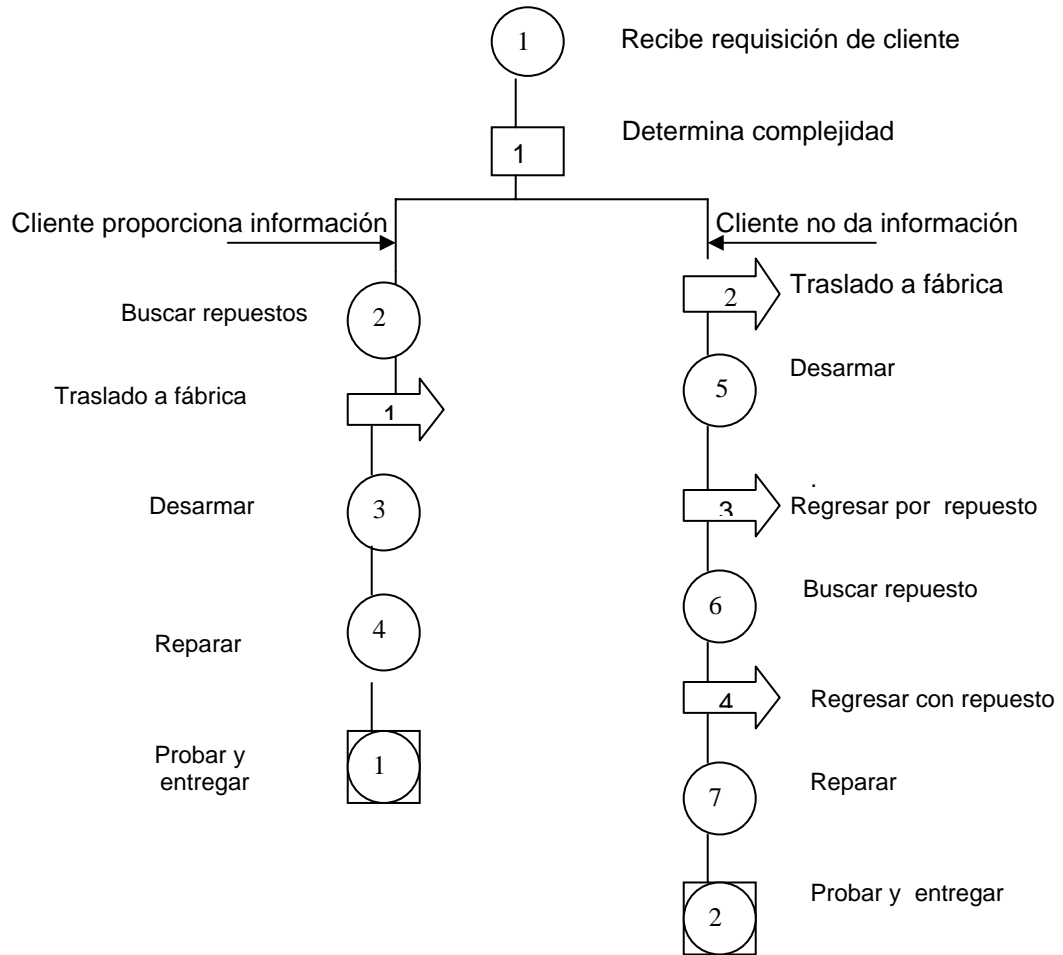 1
Recibe requisición de cliente
1
Determina complejidad
Cliente proporciona información
Cliente no da información
Buscar repuestos
2
Traslado a fábrica
1
Desarmar
3
Reparar
4
Probar y
entregar
1
2
Traslado a fábrica
5
Desarmar
.
3
Regresar por repuesto
6
Buscar repuesto
4
Regresar con repuesto
7
Reparar
2
Probar y entregar